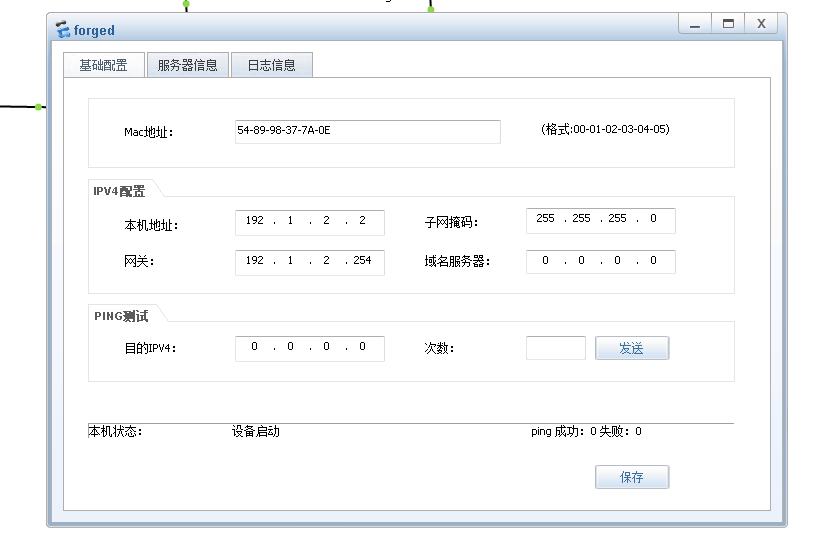 forged
基础配置 服务器信息 日志信息
Mac地址: 54-89-98-37-7A-0E (格式:00-01-02-03-04-05)
IPV4配置
本机地址: 192 . 1 . 2 . 2 子网掩码: 255 . 255 . 255 . 0
网关: 192 . 1 . 2 . 254 域名服务器: 0 . 0 . 0 . 0
PING测试
目的IPV4: 0 . 0 . 0 . 0 次数: 发送
本机状态: 设备启动 ping 成功: 0 失败: 0
保存